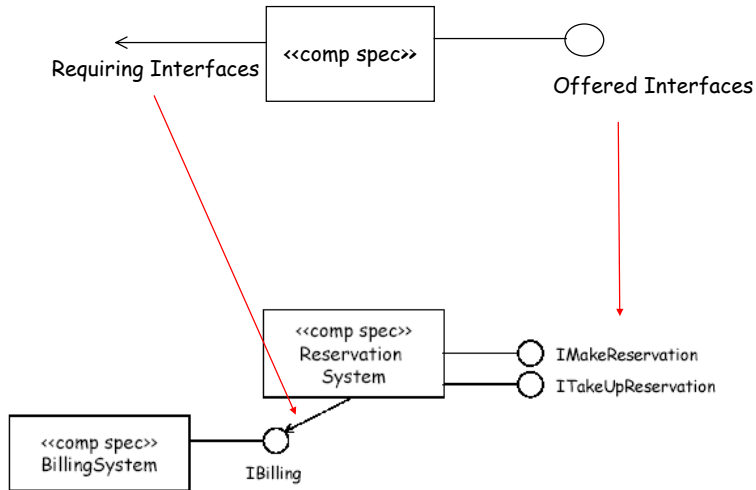 <<comp spec>>
Requiring Interfaces
Offered Interfaces
<<comp spec>>
Reservation
System
IMakeReservation
ITakeUpReservation
<<comp spec>>
BillingSystem
IBilling